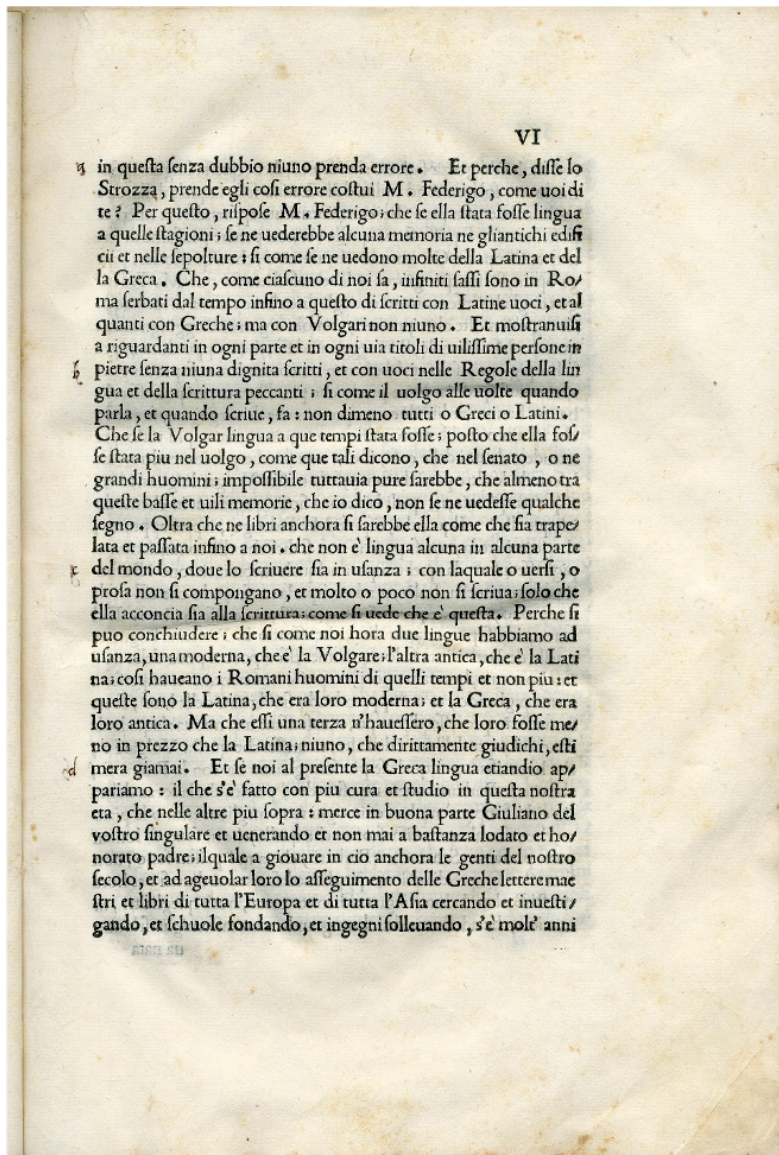 VI
a in questa senza dubbio niuno prenda errore. Et perche, disse lo
Strozza, prende egli cosi errore costui M. Federigo, come uoi di
te? Per questo, rispose M. Federigo; che se ella stata fosse lingua
a quelle stagioni; se ne uederebbe alcuna memoria ne gliantichi edifi
cii et nelle sepolture: si come se ne uedono molte della Latina et del
la Greca. Che, come ciascuno di noi sa, infiniti sassi sono in Ro/
ma serbati dal tempo infino a questo di scritti con Latine uoci, et al
quanti con Greche; ma con Volgari non niuno. Et mostranuisi
a riguardanti in ogni parte et in ogni uia titoli di uilissime persone in
b pietre senza niuna dignita scritti, et con uoci nelle Regole della lin
gua et della scrittura peccanti; si come il uolgo alle uolte quando
parla, et quando scriue, fa: non dimeno tutti o Greci o Latini.
Che se la Volgar lingua a que tempi stata fosse; posto che ella fos/
se stata piu nel uolgo, come que tali dicono, che nel senato, o ne
grandi huomini; impossibile tuttauia pure sarebbe, che almeno tra
queste basse et uili memorie, che io dico, non se ne uedesse qualche
segno. Oltra che ne libri anchora si sarebbe ella come che sia trape/
lata et passata infino a noi. che non è lingua alcuna in alcuna parte
c del mondo, doue lo scriuere sia in usanza; con laquale o uersi, o
prosa non si compongano, et molto o poco non si scriua; solo che
ella acconcia sia alla scrittura; come si uede che è questa. Perche si
puo conchiudere; che si come noi hora due lingue habbiamo ad
usanza, una moderna, che è la Volgare; l'altra antica, che è la Lati
na; cosi haueano i Romani huomini di quelli tempi et non piu: et
queste sono la Latina, che era loro moderna; et la Greca, che era
loro antica. Ma che essi una terza n'hauessero, che loro fosse me/
no in prezzo che la Latina; niuno, che dirittamente giudichi, esti
d mera giamai. Et se noi al presente la Greca lingua etiandio ap/
pariamo: il che s'è fatto con piu cura et studio in questa nostra
eta, che nelle altre piu sopra: merce in buona parte Giuliano del
vostro singulare et uenerando et non mai a bastanza lodato et ho/
norato padre; ilquale a giouare in cio anchora le genti del nostro
secolo, et ad ageuolar loro lo asseguimento delle Greche lettere mae
stri et libri di tutta l'Europa et di tutta l'Asia cercando et inuesti/
gando, et schuole fondando, et ingegni solleuando, s'è molt' anni